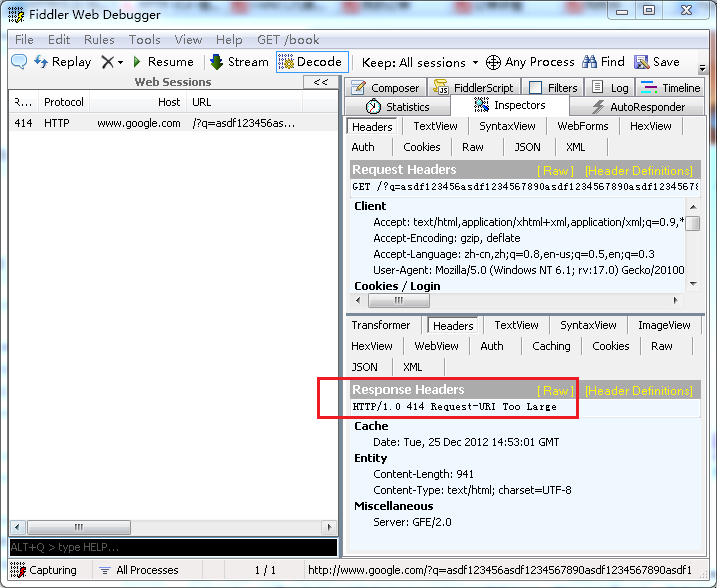 Fiddler Web Debugger
File Edit Rules Tools View Help GET /book
Replay X Resume Stream Decode Keep: All sessions Any Process Find Save
Web Sessions <<
R... Protocol Host URL
414 HTTP www.google.com /?q=asdf123456as...
ALT+Q > type HELP...
Composer FiddlerScript Filters Log Timeline
Statistics Inspectors AutoResponder
Headers TextView SyntaxView WebForms HexView
Auth Cookies Raw JSON XML
Request Headers [ Raw ] [Header Definitions]
GET /?q=asdf123456asdf1234567890asdf1234567890asdf1234567
Client
Accept: text/html,application/xhtml+xml,application/xml;q=0.9,*
Accept-Encoding: gzip, deflate
Accept-Language: zh-cn,zh;q=0.8,en-us;q=0.5,en;q=0.3
User-Agent: Mozilla/5.0 (Windows NT 6.1; rv:17.0) Gecko/20100
Cookies / Login
Transformer Headers TextView SyntaxView ImageView
HexView WebView Auth Caching Cookies Raw
JSON XML
Response Headers [ Raw ] [Header Definitions]
HTTP/1.0 414 Request-URI Too Large
Cache
Date: Tue, 25 Dec 2012 14:53:01 GMT
Entity
Content-Length: 941
Content-Type: text/html; charset=UTF-8
Miscellaneous
Server: GFE/2.0
Capturing All Processes 1 / 1 http://www.google.com/?q=asdf123456asdf1234567890asdf1234567890asdf1